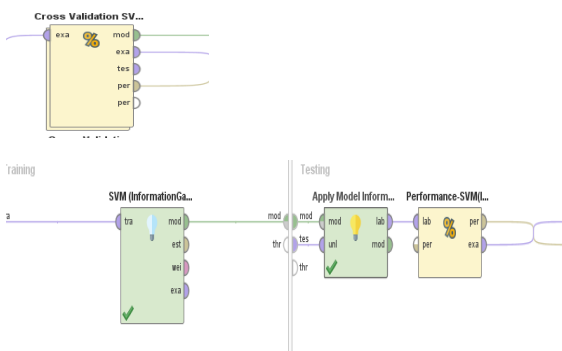 Cross Validation SV...
exa % mod
exa
tes
per
per
Training Testing
SVM (InformationGa... Apply Model Inform... Performance-SVM(I...
tra mod mod mod mod lab lab % per
est thr tes unl mod per exa
wei thr
exa